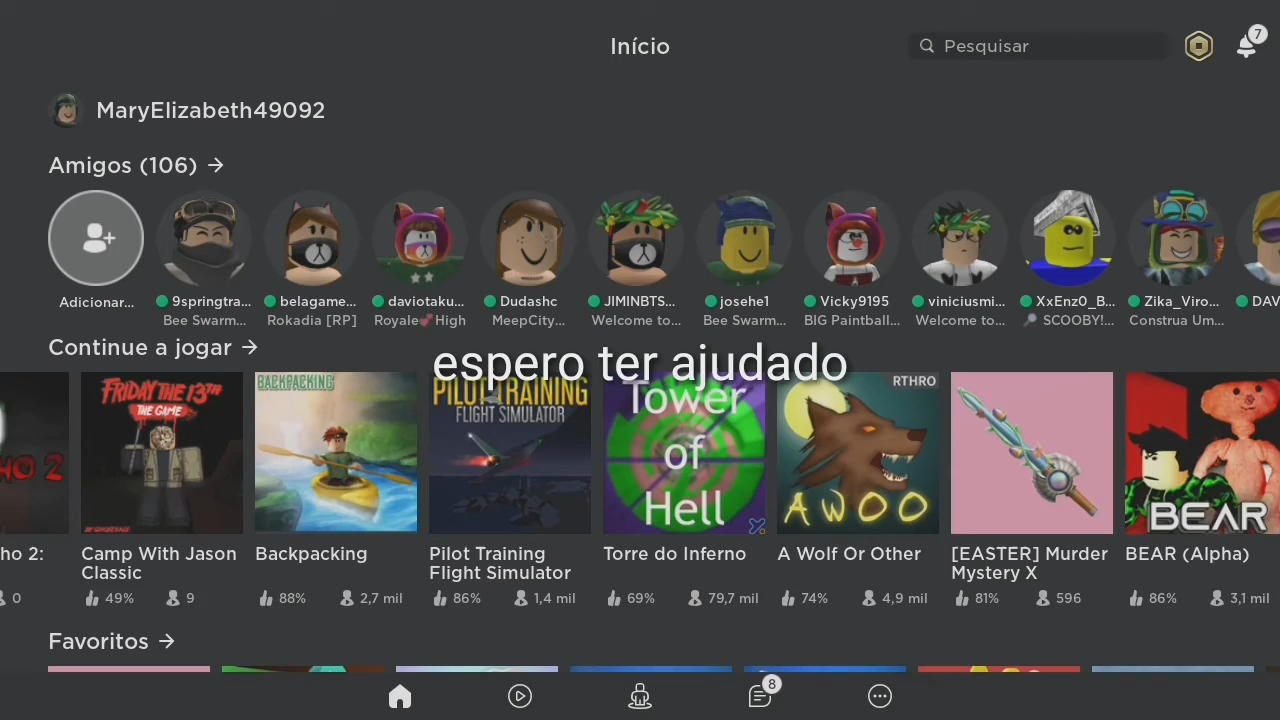 Início
Pesquisar
7
MaryElizabeth49092
Amigos (106) →
Adicionar...
9springtra...
Bee Swarm...
belagame...
Rokadia [RP]
daviotaku...
Royale💕High
Dudashc
MeepCity...
JIMINBTS...
Welcome to...
josehe1
Bee Swarm...
Vicky9195
BIG Paintball...
viniciusmi...
Welcome to...
XxEnz0_B...
🔎 SCOOBY!...
Zika_Viro...
Construa Um...
DAV
Continue a jogar →
espero ter ajudado
HO 2
FRIDAY THE 13TH
THE GAME
BACKPACKING
PILOT TRAINING
FLIGHT SIMULATOR
Tower
of
Hell
RTHRO
AWOO
BEAR
ho 2:
0
Camp With Jason
Classic
49% 9
Backpacking
88% 2,7 mil
Pilot Training
Flight Simulator
86% 1,4 mil
Torre do Inferno
69% 79,7 mil
A Wolf Or Other
74% 4,9 mil
[EASTER] Murder
Mystery X
81% 596
BEAR (Alpha)
86% 3,1 mil
Favoritos →
8